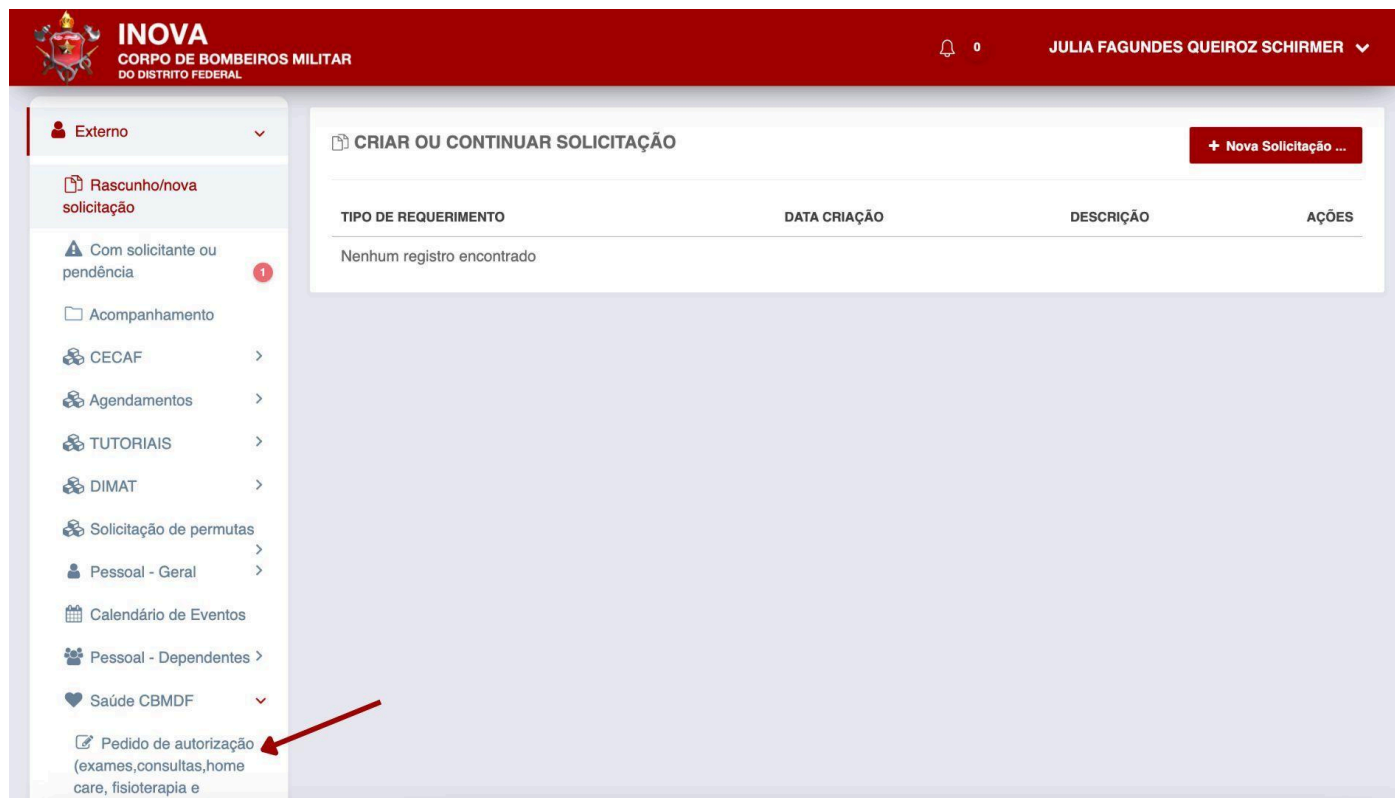 INOVA
CORPO DE BOMBEIROS MILITAR
DO DISTRITO FEDERAL
0
JULIA FAGUNDES QUEIROZ SCHIRMER
Externo
Rascunho/nova
solicitação
Com solicitante ou
pendência
1
Acompanhamento
CECAF
Agendamentos
TUTORIAIS
DIMAT
Solicitação de permutas
Pessoal - Geral
Calendário de Eventos
Pessoal - Dependentes
Saúde CBMDF
Pedido de autorização
(exames,consultas,home
care, fisioterapia e
CRIAR OU CONTINUAR SOLICITAÇÃO
+ Nova Solicitação ...
TIPO DE REQUERIMENTO DATA CRIAÇÃO DESCRIÇÃO AÇÕES
Nenhum registro encontrado